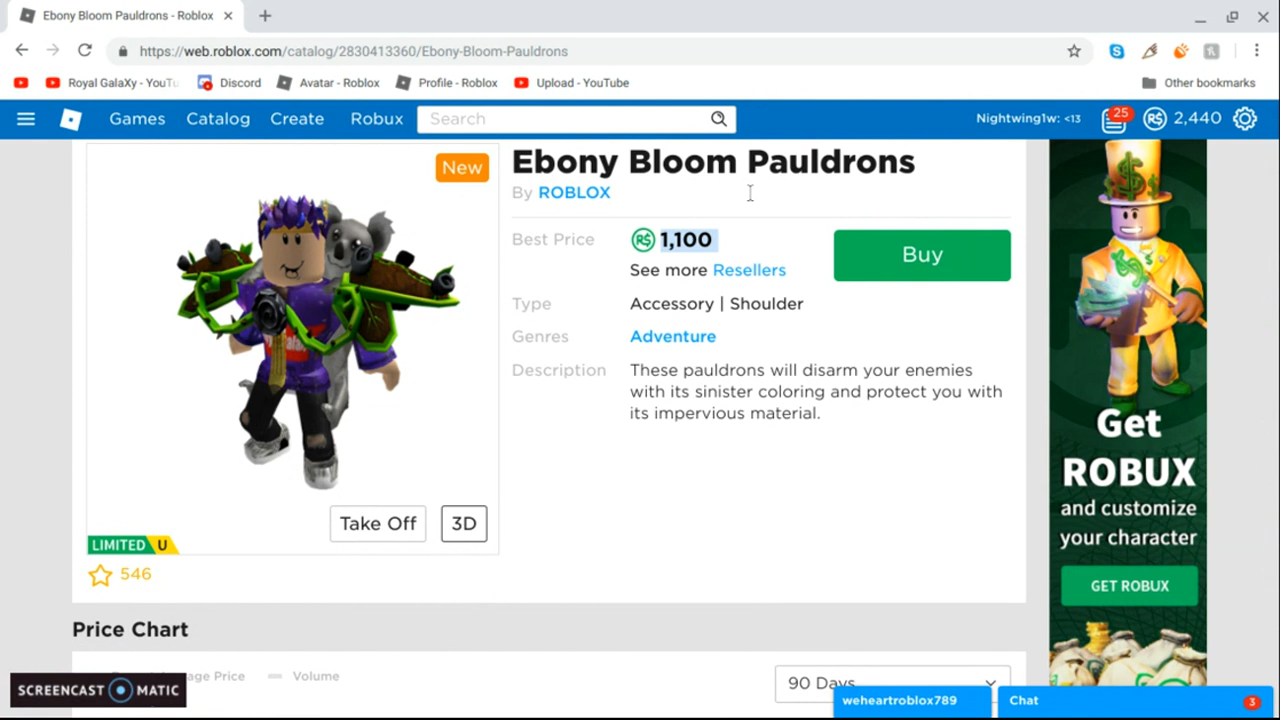 Ebony Bloom Pauldrons - Roblox
https://web.roblox.com/catalog/2830413360/Ebony-Bloom-Pauldrons
Royal GalaXy - YouTu
Discord
Avatar - Roblox
Profile - Roblox
Upload - YouTube
Other bookmarks
Games
Catalog
Create
Robux
Search
Nightwing1w: <13
25
R$ 2,440
New
Ebony Bloom Pauldrons
By ROBLOX
Best Price
R$ 1,100
Buy
See more Resellers
Type
Accessory | Shoulder
Genres
Adventure
Description
These pauldrons will disarm your enemies
with its sinister coloring and protect you with
its impervious material.
Take Off
3D
LIMITED U
546
Get
ROBUX
and customize
your character
GET ROBUX
Price Chart
age Price
Volume
90 Days
SCREENCAST MATIC
weheartroblox789
Chat
3